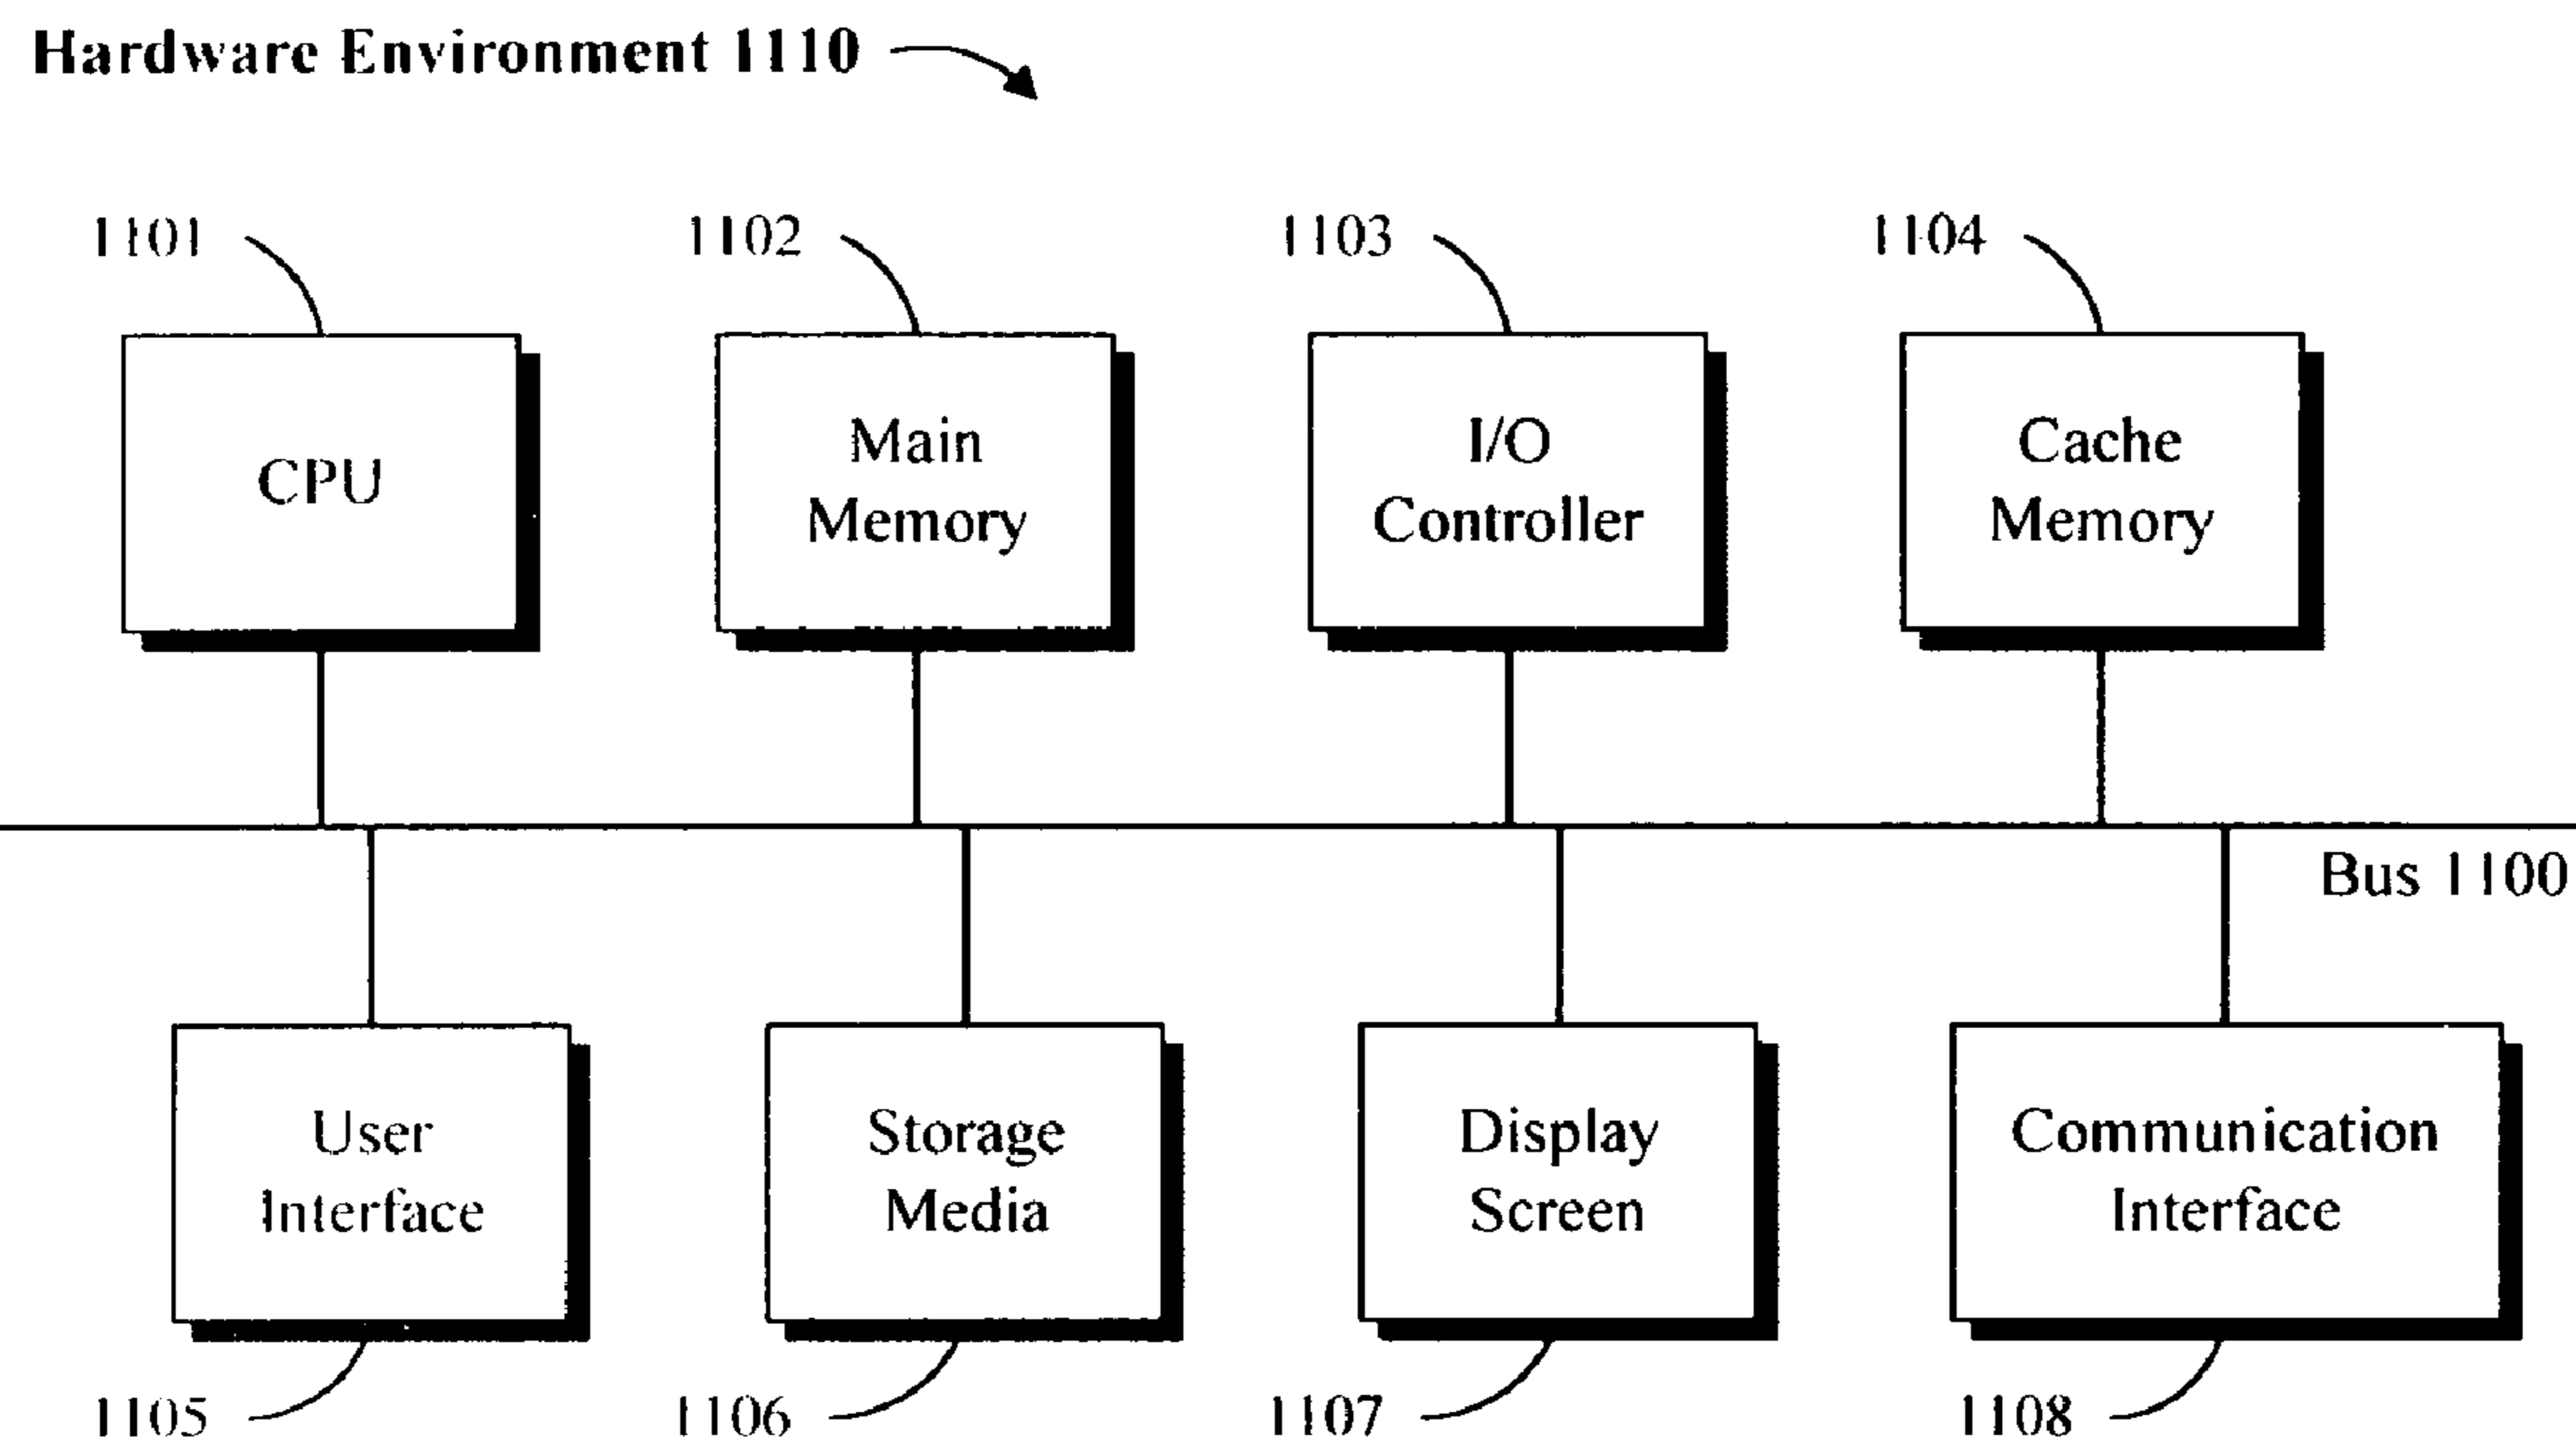 Hardware Environment 1110
1101
1102
1103
1104
CPU
Main
Memory
I/O
Controller
Cache
Memory
Bus 1100
User
Interface
Storage
Media
Display
Screen
Communication
Interface
1105
1106
1107
1108